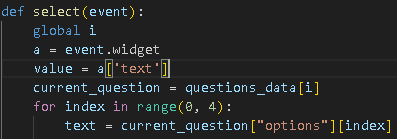 def select(event):
    global i
    a = event.widget
    value = a['text']
    current_question = questions_data[i]
    for index in range(0, 4):
        text = current_question["options"][index]